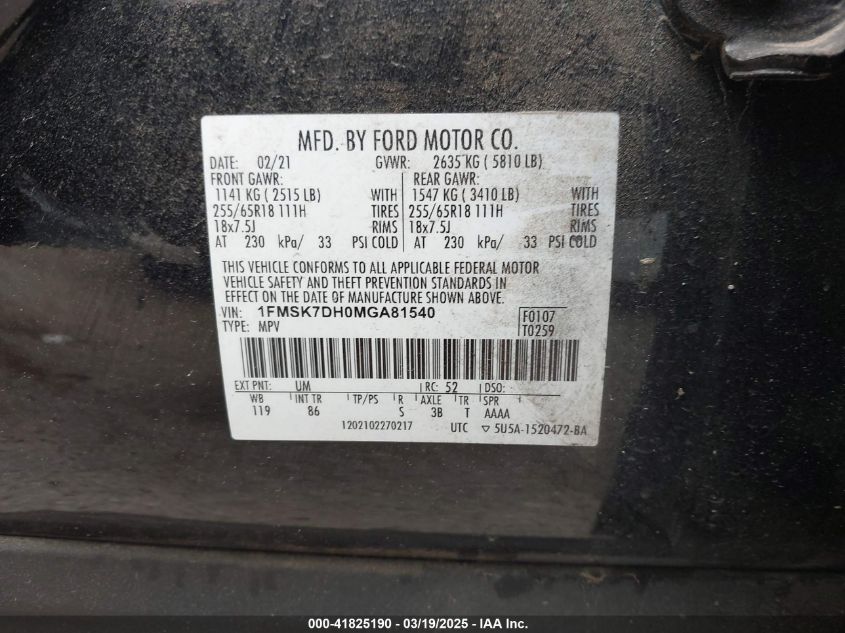 MFD. BY FORD MOTOR CO.
DATE: 02/21 GVWR: 2635 KG ( 5810 LB)
FRONT GAWR: REAR GAWR:
1141 KG ( 2515 LB) WITH 1547 KG ( 3410 LB) WITH
255/65R18 111H TIRES 255/65R18 111H TIRES
18x7.5J RIMS 18x7.5J RIMS
AT 230 kPa/ 33 PSI COLD AT 230 kPa/ 33 PSI COLD
THIS VEHICLE CONFORMS TO ALL APPLICABLE FEDERAL MOTOR
VEHICLE SAFETY AND THEFT PREVENTION STANDARDS IN
EFFECT ON THE DATE OF MANUFACTURE SHOWN ABOVE.
VIN: 1FMSK7DH0MGA81540 F0107
TYPE: MPV T0259
EXT PNT: UM RC: 52 DSO:
WB INT TR TP/PS R AXLE TR SPR
119 86 S 3B T AAAA
1202102270217 UTC ▽ 5U5A-1520472-BA
000-41825190 - 03/19/2025 - IAA Inc.